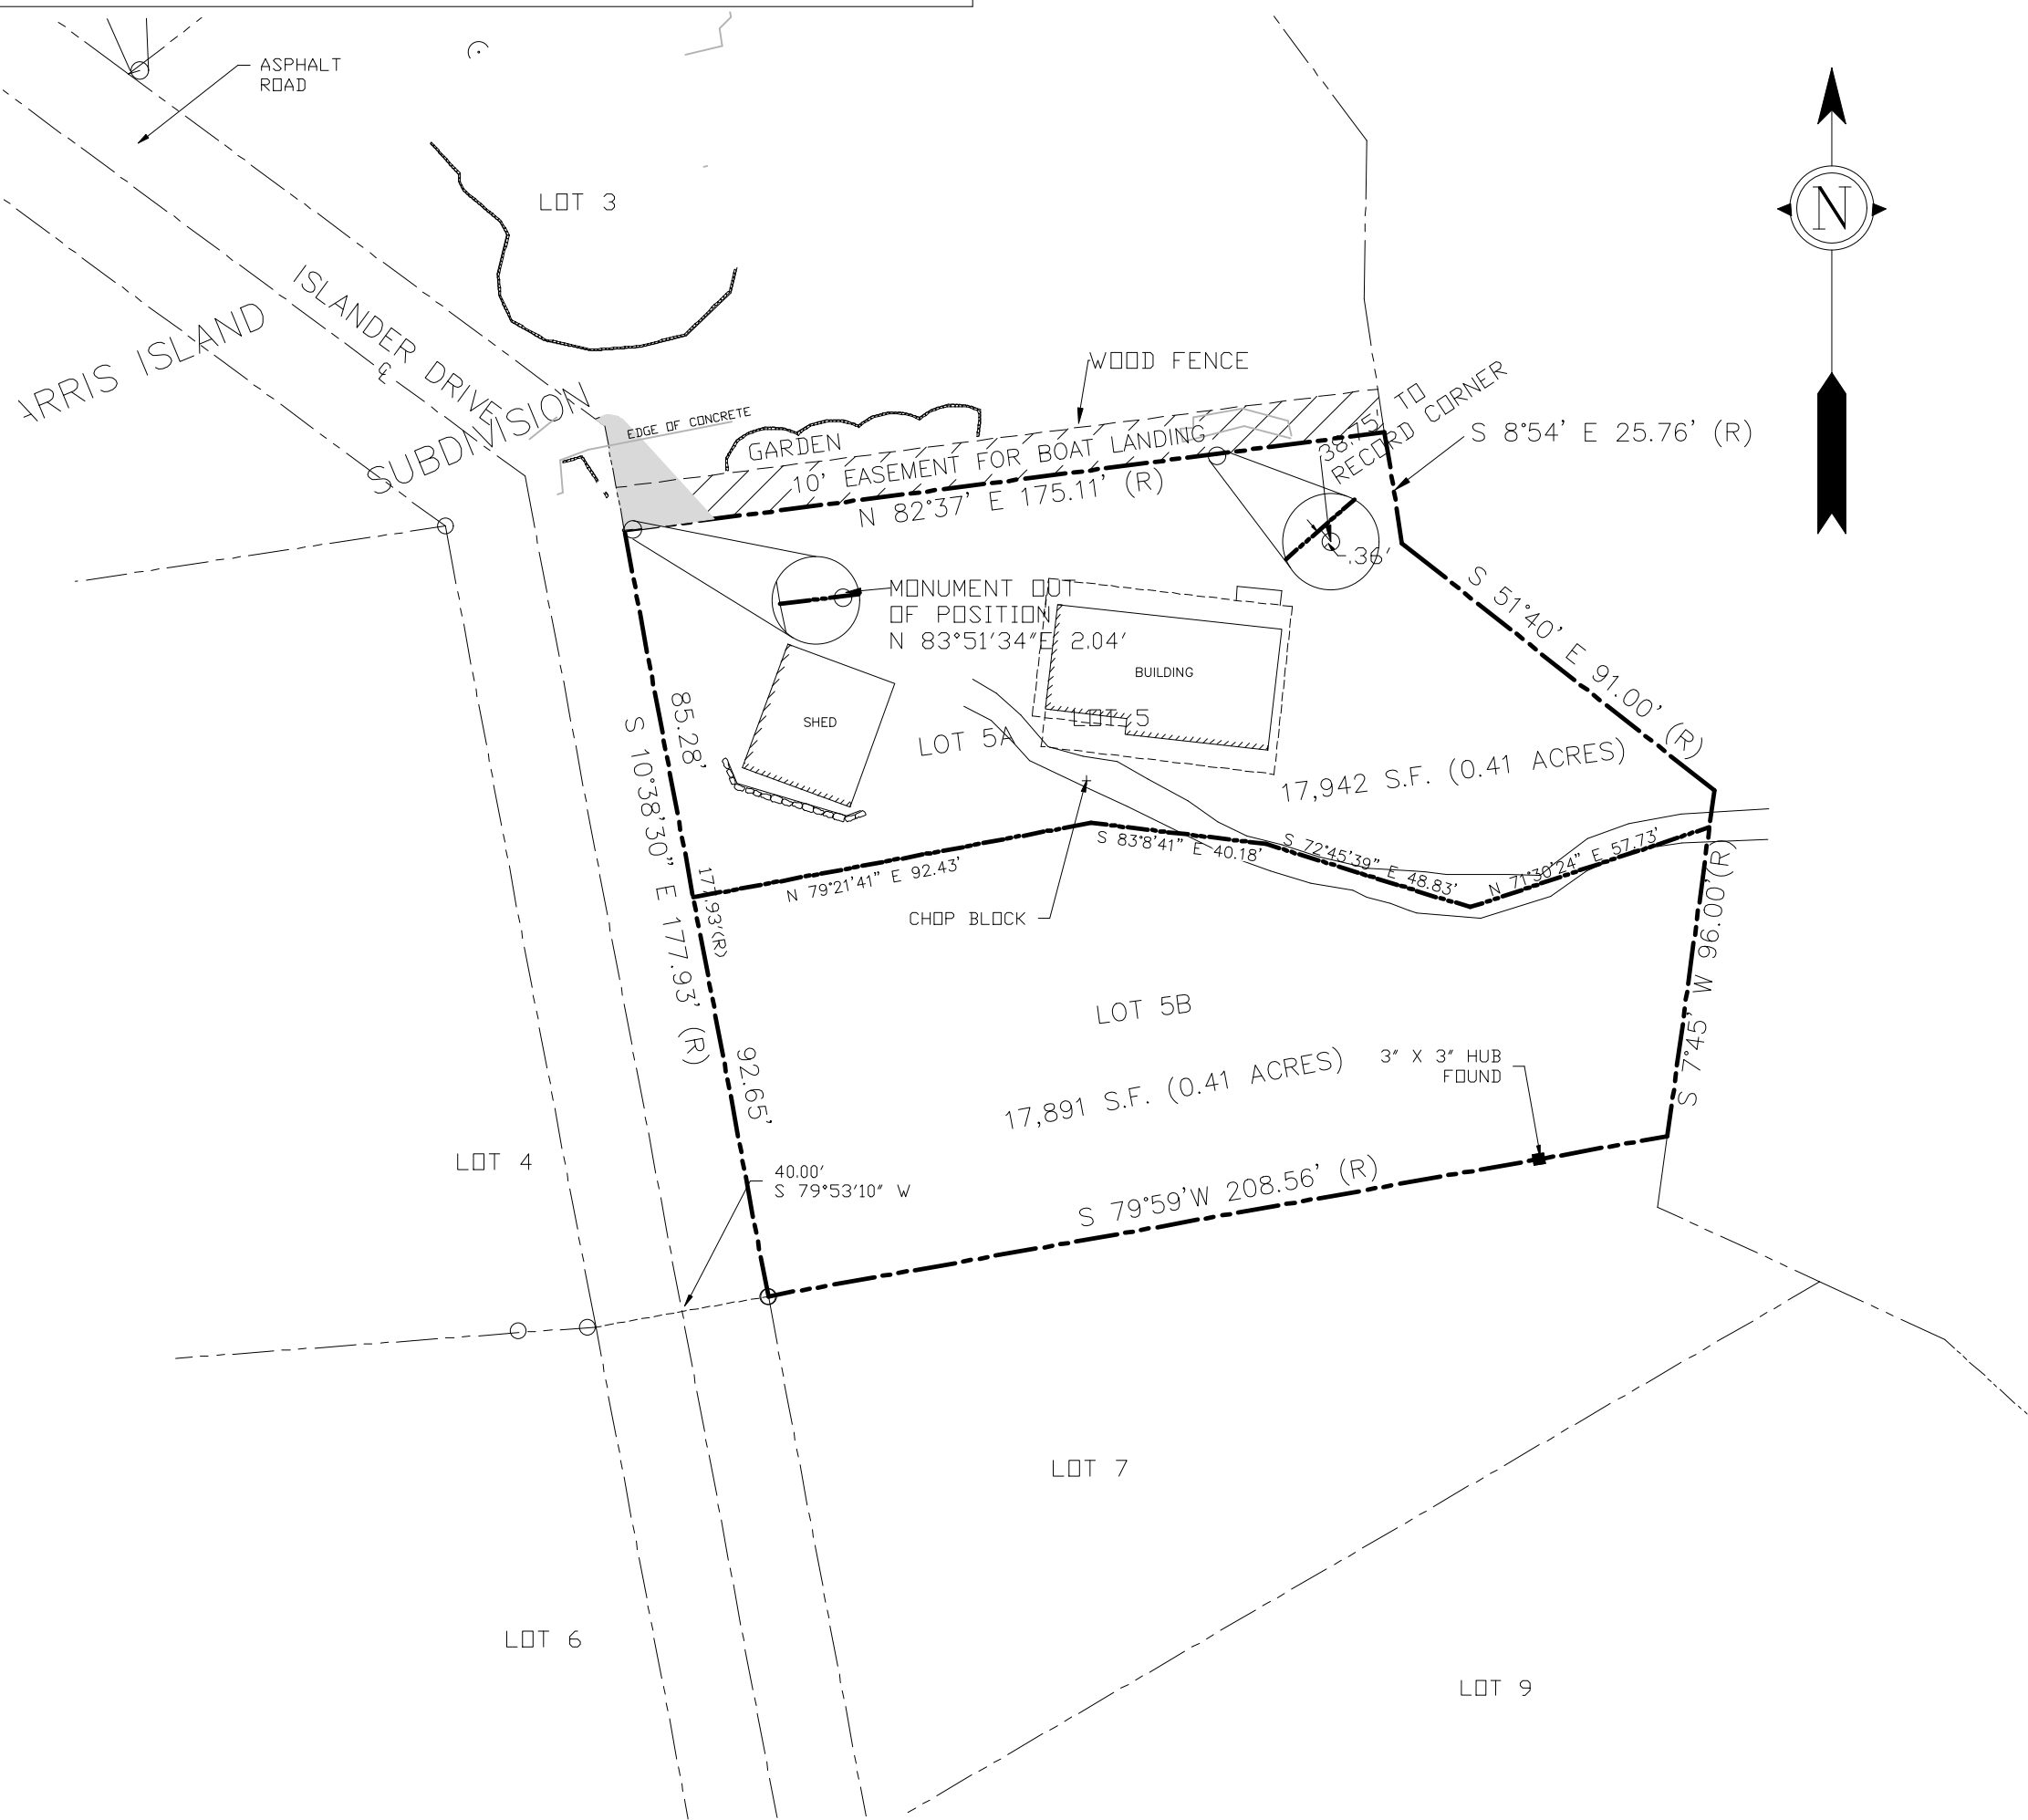 ASPHALT
ROAD
LOT 3
N
ISLANDER DRIVE
℄
ARRIS ISLAND
SUBDIVISION
WOOD FENCE
EDGE OF CONCRETE
GARDEN
10' EASEMENT FOR BOAT LANDING
38.75' TO
RECORD CORNER
S 8°54' E 25.76' (R)
N 82°37' E 175.11' (R)
.36'
MONUMENT OUT
OF POSITION
N 83°51'34"E 2.04'
S 51°40' E 91.00' (R)
BUILDING
SHED
LOT 5
LOT 5A
17,942 S.F. (0.41 ACRES)
85.28'
S 10°38'30" E 177.93' (R)
177.93'(R)
N 79°21'41" E 92.43'
S 83°8'41" E 40.18'
S 72°45'39" E 48.83'
N 71°30'24" E 57.73'
CHOP BLOCK
S 7°45' W 96.00'(R)
LOT 5B
17,891 S.F. (0.41 ACRES)
3" X 3" HUB
FOUND
92.65'
LOT 4
40.00'
S 79°53'10" W
S 79°59'W 208.56' (R)
LOT 7
LOT 6
LOT 9